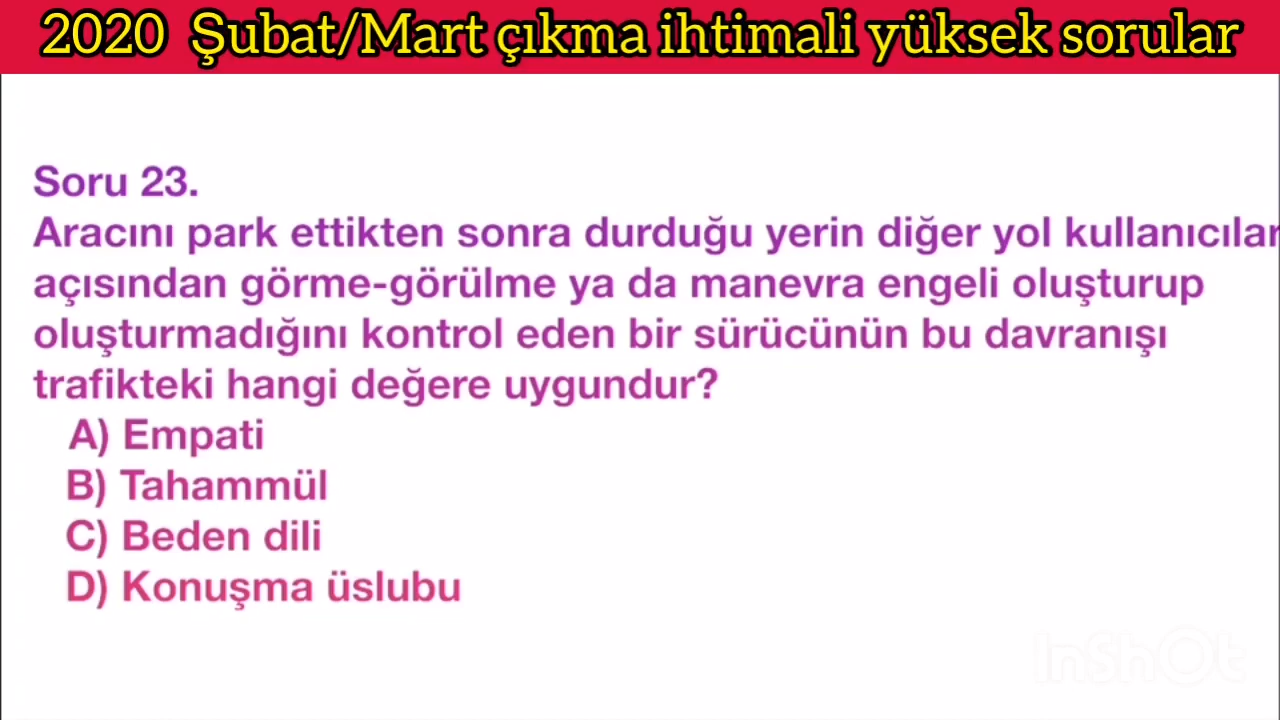 2020 Şubat/Mart çıkma ihtimali yüksek sorular
Soru 23.
Aracını park ettikten sonra durduğu yerin diğer yol kullanıcılar
açısından görme-görülme ya da manevra engeli oluşturup
oluşturmadığını kontrol eden bir sürücünün bu davranışı
trafikteki hangi değere uygundur?
A) Empati
B) Tahammül
C) Beden dili
D) Konuşma üslubu
InShOt